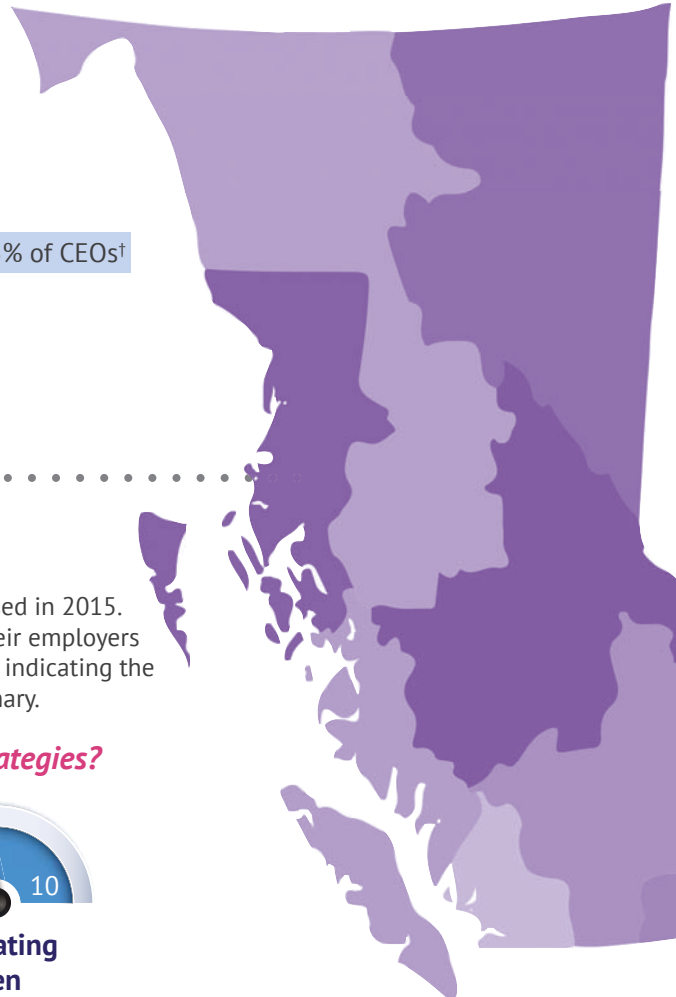 % of CEOs†
ed in 2015.
eir employers
indicating the
nary.
ategies?
10
ating
en